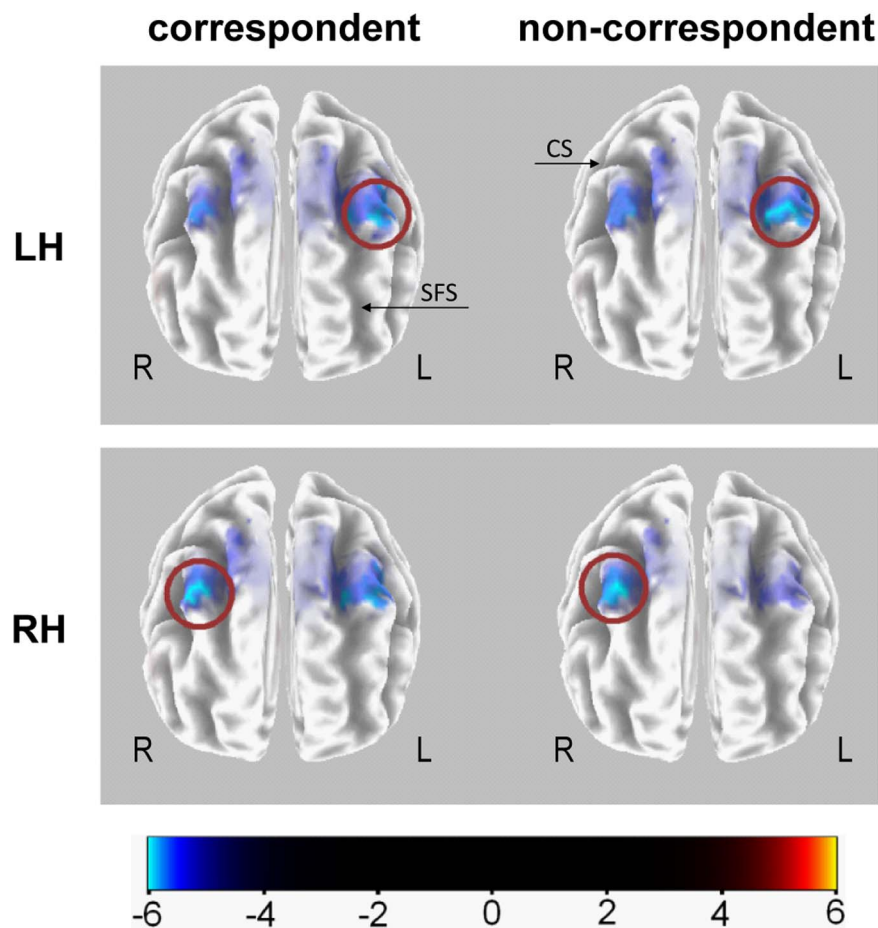 correspondent non-correspondent
LH
CS
SFS
R L R L
RH
R L R L
-6 -4 -2 0 2 4 6